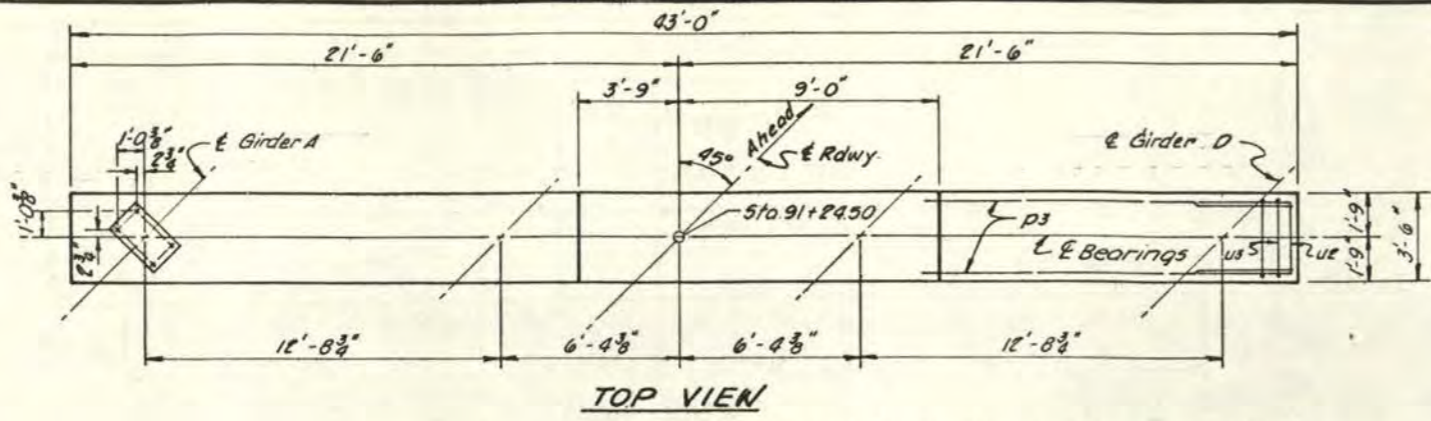 43'-0"
21'-6" 21'-6"
3'-9" 9'-0"
1'-0⅜" ℄ Girder A Ahead ℄ Girder D
2¾" 45° ℄ Rdwy.
1'-0⅜" Sta. 91+24.50 p3 1'-9" 3'-6"
2¾" ℄ Bearings u3 u2 1'-9"
12'-8¾" 6'-4⅜" 6'-4⅜" 12'-8¾"
TOP VIEW